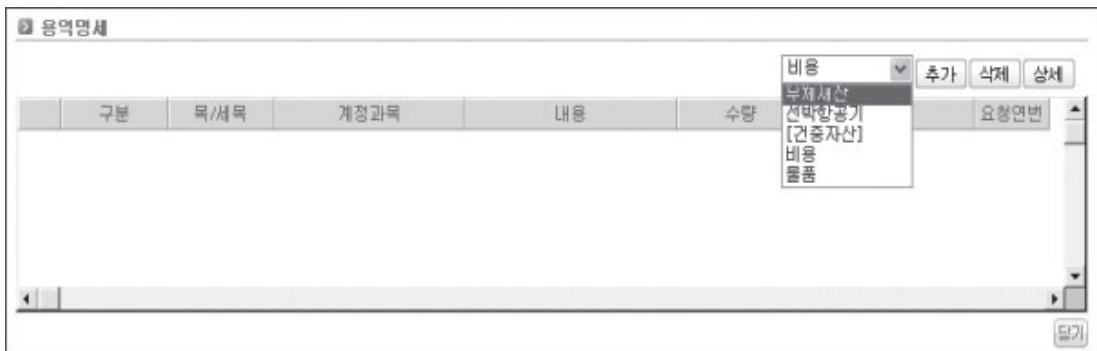 용역명세
비용 추가 삭제 상세
구분 목/세목 계정과목 내용 수량 요청연번
무체재산
선박항공기
[건중자산]
비용
물품
닫기